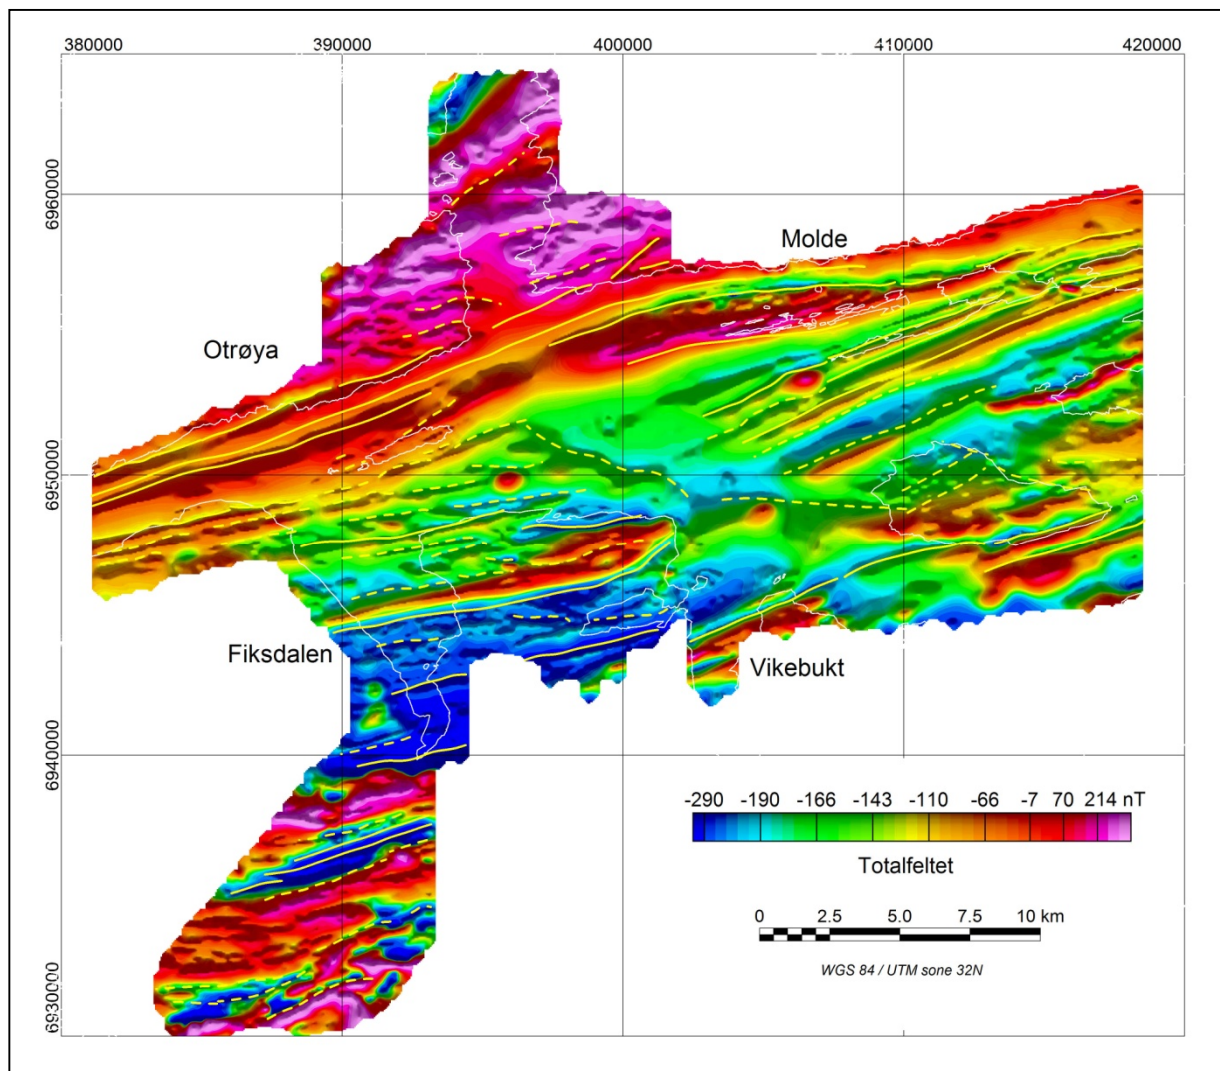 380000 390000 400000 410000 420000
6960000
Molde
Otrøya
6950000
Fiksdalen
Vikebukt
6940000
-290 -190 -166 -143 -110 -66 -7 70 214 nT
Totalfeltet
0 2.5 5.0 7.5 10 km
WGS 84 / UTM sone 32N
6930000